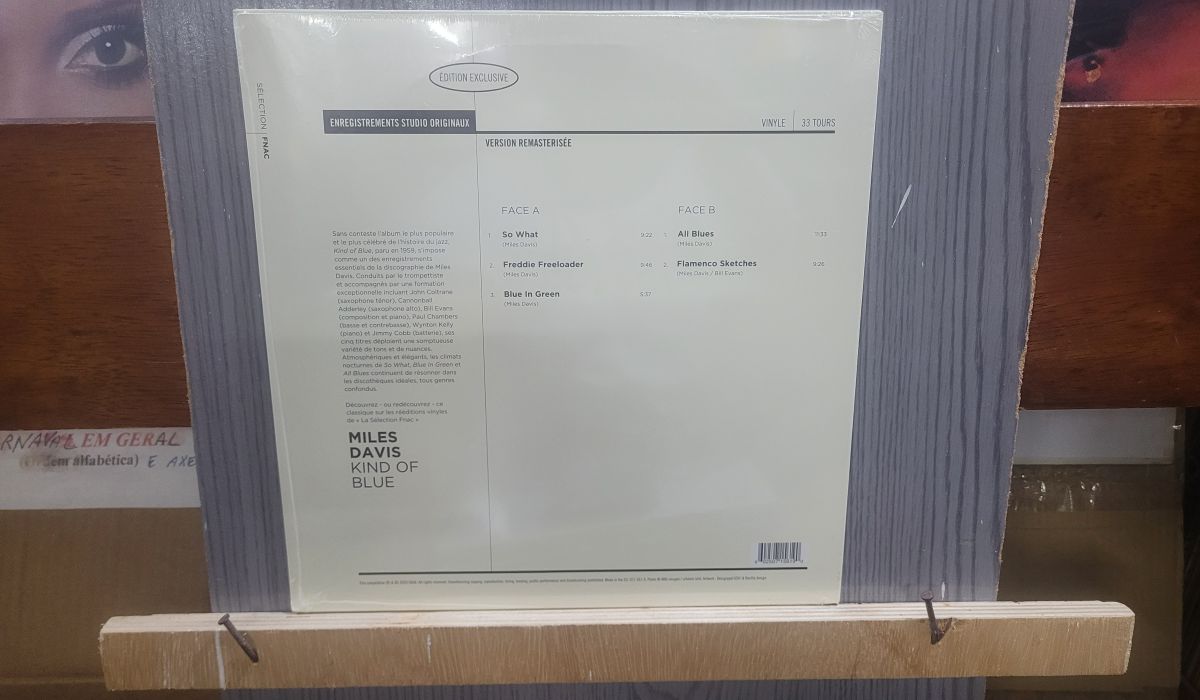 ÉDITION EXCLUSIVE
SÉLECTION FNAC
ENREGISTREMENTS STUDIO ORIGINAUX
VINYLE 33 TOURS
VERSION REMASTERISÉE
FACE A
1. So What 9:22
(Miles Davis)
2. Freddie Freeloader 9:46
(Miles Davis)
3. Blue In Green 5:37
(Miles Davis)
FACE B
1. All Blues 11:33
(Miles Davis)
2. Flamenco Sketches 9:26
(Miles Davis / Bill Evans)
Sans conteste l'album le plus populaire
et le plus célébré de l'histoire du jazz,
Kind of Blue, paru en 1959, s'impose
comme un des enregistrements
essentiels de la discographie de Miles
Davis. Conduits par le trompettiste
et accompagnés par une formation
exceptionnelle incluant John Coltrane
(saxophone ténor), Cannonball
Adderley (saxophone alto), Bill Evans
(composition et piano), Paul Chambers
(basse et contrebasse), Wynton Kelly
(piano) et Jimmy Cobb (batterie), ses
cinq titres déploient une somptueuse
variété de tons et de nuances.
Atmosphériques et élégants, les climats
nocturnes de So What, Blue in Green et
All Blues continuent de résonner dans
les discothèques idéales, tous genres
confondus.
Découvrez - ou redécouvrez - ce
classique sur les rééditions vinyles
de « La Sélection Fnac »
MILES
DAVIS
KIND OF
BLUE
RNAVAL EM GERAL
(Ordem alfabética) E AXE